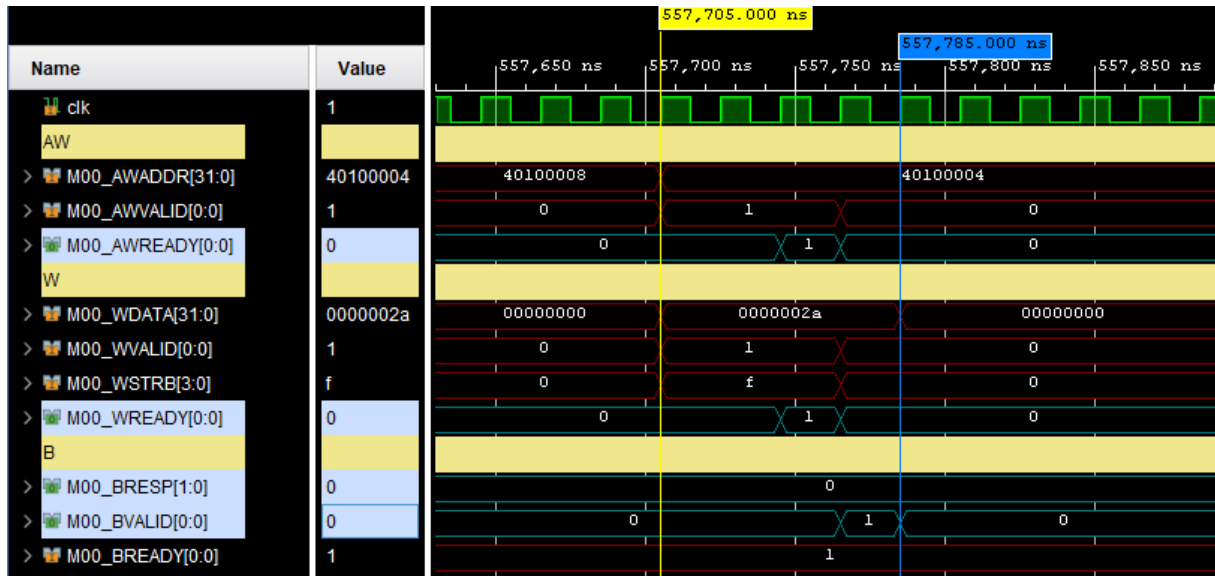 557,705.000 ns
557,785.000 ns
Name Value 557,650 ns 557,700 ns 557,750 ns 557,800 ns 557,850 ns
clk 1
AW
> M00_AWADDR[31:0] 40100004 40100008 40100004
> M00_AWVALID[0:0] 1 0 1 0
> M00_AWREADY[0:0] 0 0 1 0
W
> M00_WDATA[31:0] 0000002a 00000000 0000002a 00000000
> M00_WVALID[0:0] 1 0 1 0
> M00_WSTRB[3:0] f 0 f 0
> M00_WREADY[0:0] 0 0 1 0
B
> M00_BRESP[1:0] 0 0
> M00_BVALID[0:0] 0 0 1 0
> M00_BREADY[0:0] 1 1